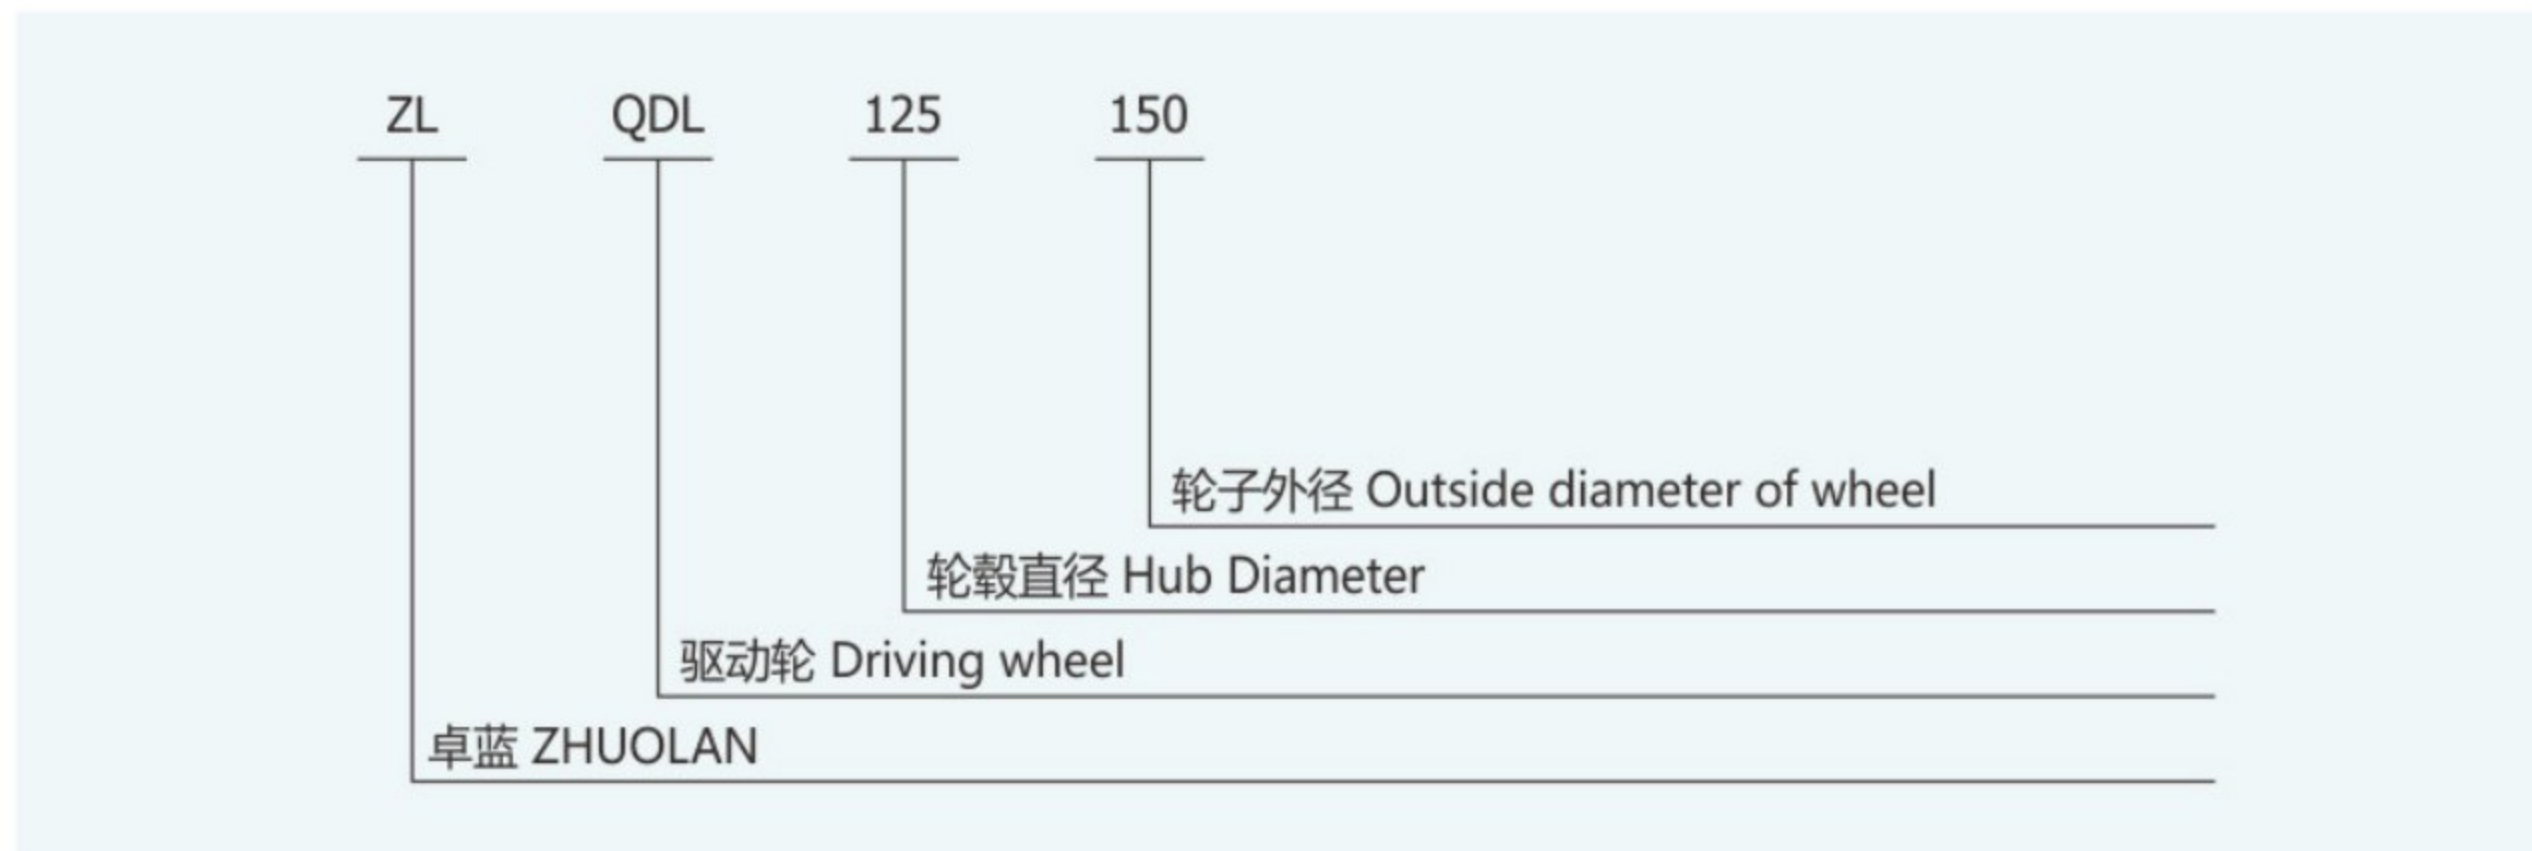 ZL QDL 125 150
轮子外径 Outside diameter of wheel
轮毂直径 Hub Diameter
驱动轮 Driving wheel
卓蓝 ZHUOLAN